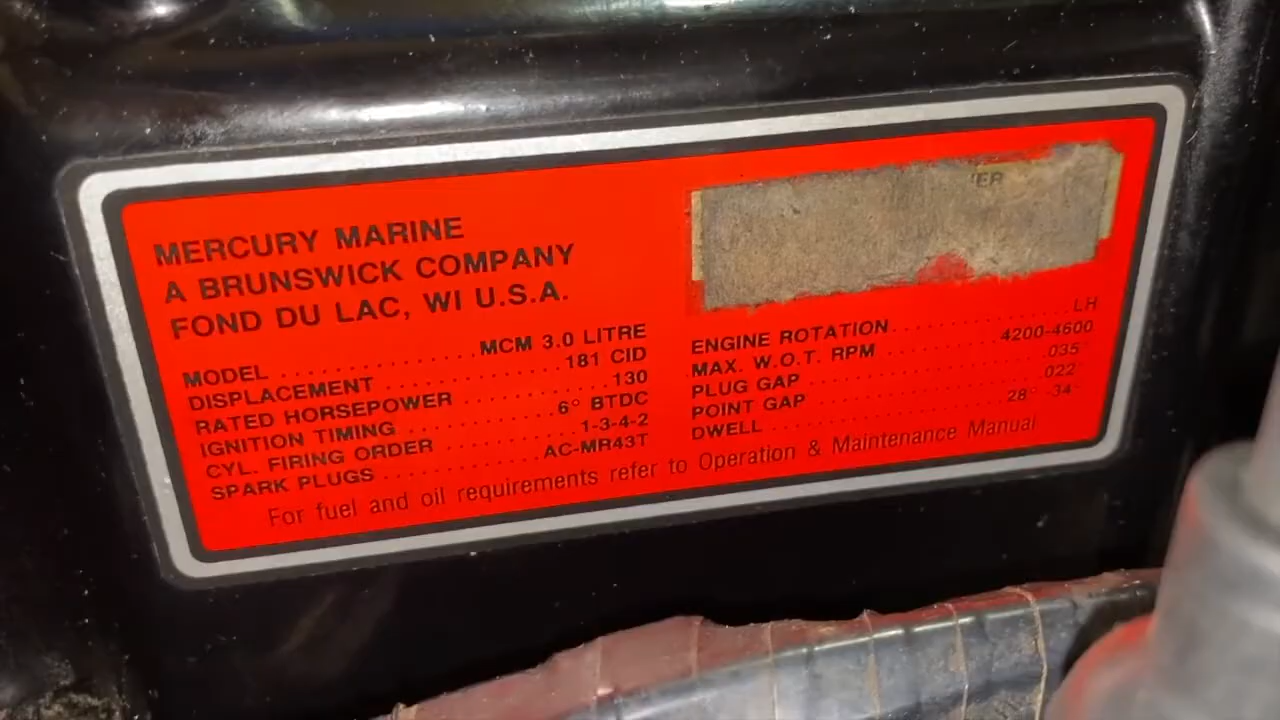 MERCURY MARINE
A BRUNSWICK COMPANY
FOND DU LAC, WI U.S.A.
MODEL ............ MCM 3.0 LITRE
DISPLACEMENT ............ 181 CID
RATED HORSEPOWER ............ 130
IGNITION TIMING ............ 6° BTDC
CYL. FIRING ORDER ............ 1-3-4-2
SPARK PLUGS ............ AC-MR43T
ENGINE ROTATION ............ LH
MAX. W.O.T. RPM ............ 4200-4600
PLUG GAP ............ .035"
POINT GAP ............ .022"
DWELL ............ 28°-34°
For fuel and oil requirements refer to Operation & Maintenance Manual